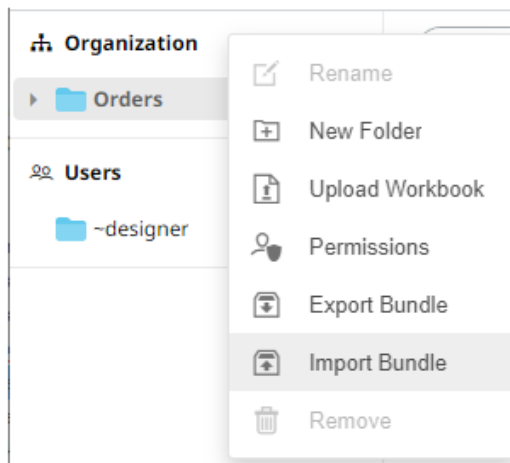 Organization
Orders
Users
~designer
Rename
New Folder
Upload Workbook
Permissions
Export Bundle
Import Bundle
Remove